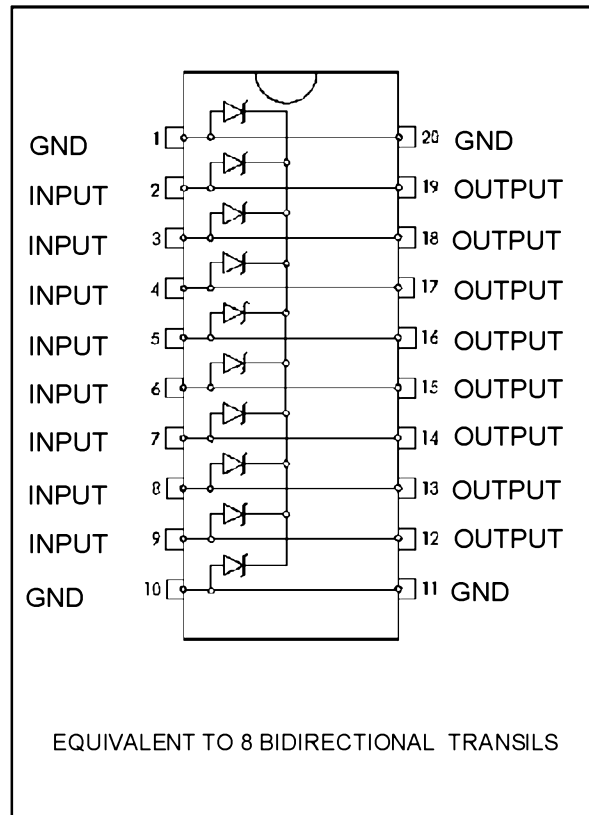 GND 1 20 GND
INPUT 2 19 OUTPUT
INPUT 3 18 OUTPUT
INPUT 4 17 OUTPUT
INPUT 5 16 OUTPUT
INPUT 6 15 OUTPUT
INPUT 7 14 OUTPUT
INPUT 8 13 OUTPUT
INPUT 9 12 OUTPUT
GND 10 11 GND
EQUIVALENT TO 8 BIDIRECTIONAL TRANSILS